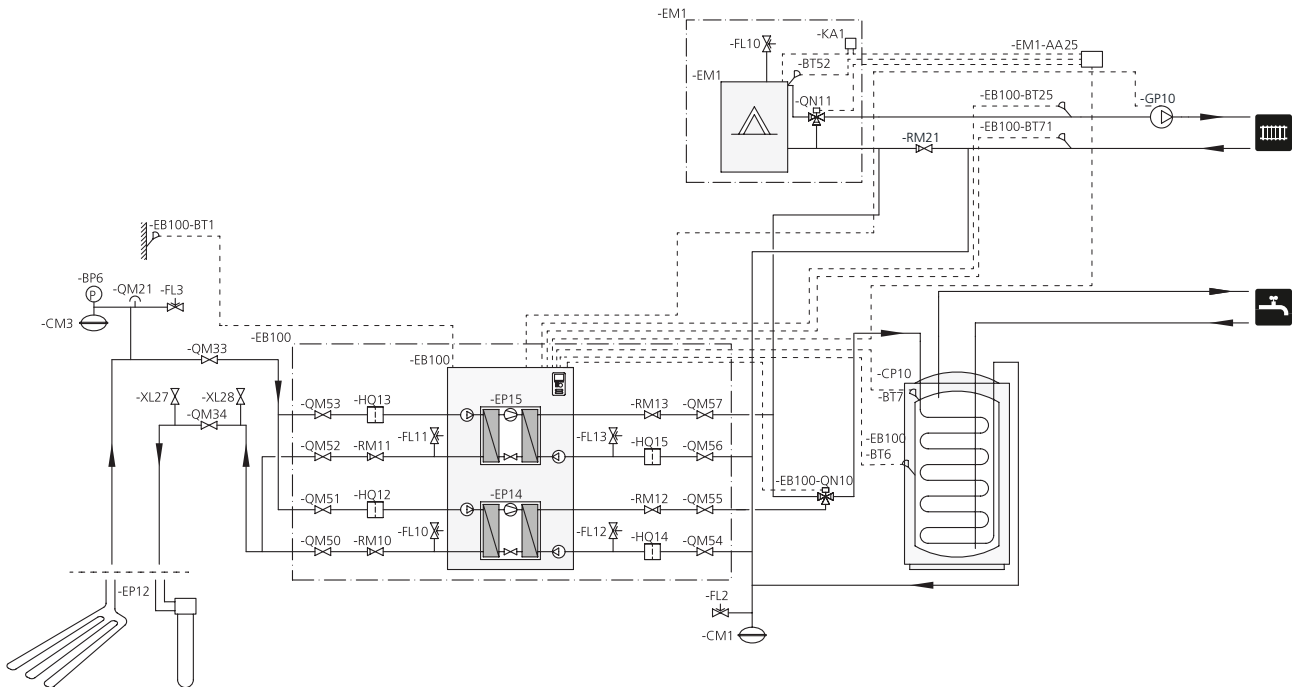 -EM1
-KA1
-FL10
-EM1-AA25
-BT52
-EM1
-QN11
-EB100-BT25
-GP10
-EB100-BT71
-RM21
-EB100-BT1
-BP6
P
-QM21
-FL3
-CM3
-EB100
-QM33
-EB100
-XL27
-XL28
-QM34
-CP10
-BT7
-QM53
-HQ13
-EP15
-RM13
-QM57
-FL11
-FL13
-QM52
-RM11
-HQ15
-QM56
-EB100
-BT6
-EB100-QN10
-QM51
-HQ12
-EP14
-RM12
-QM55
-FL10
-FL12
-QM50
-RM10
-HQ14
-QM54
-EP12
-FL2
-CM1